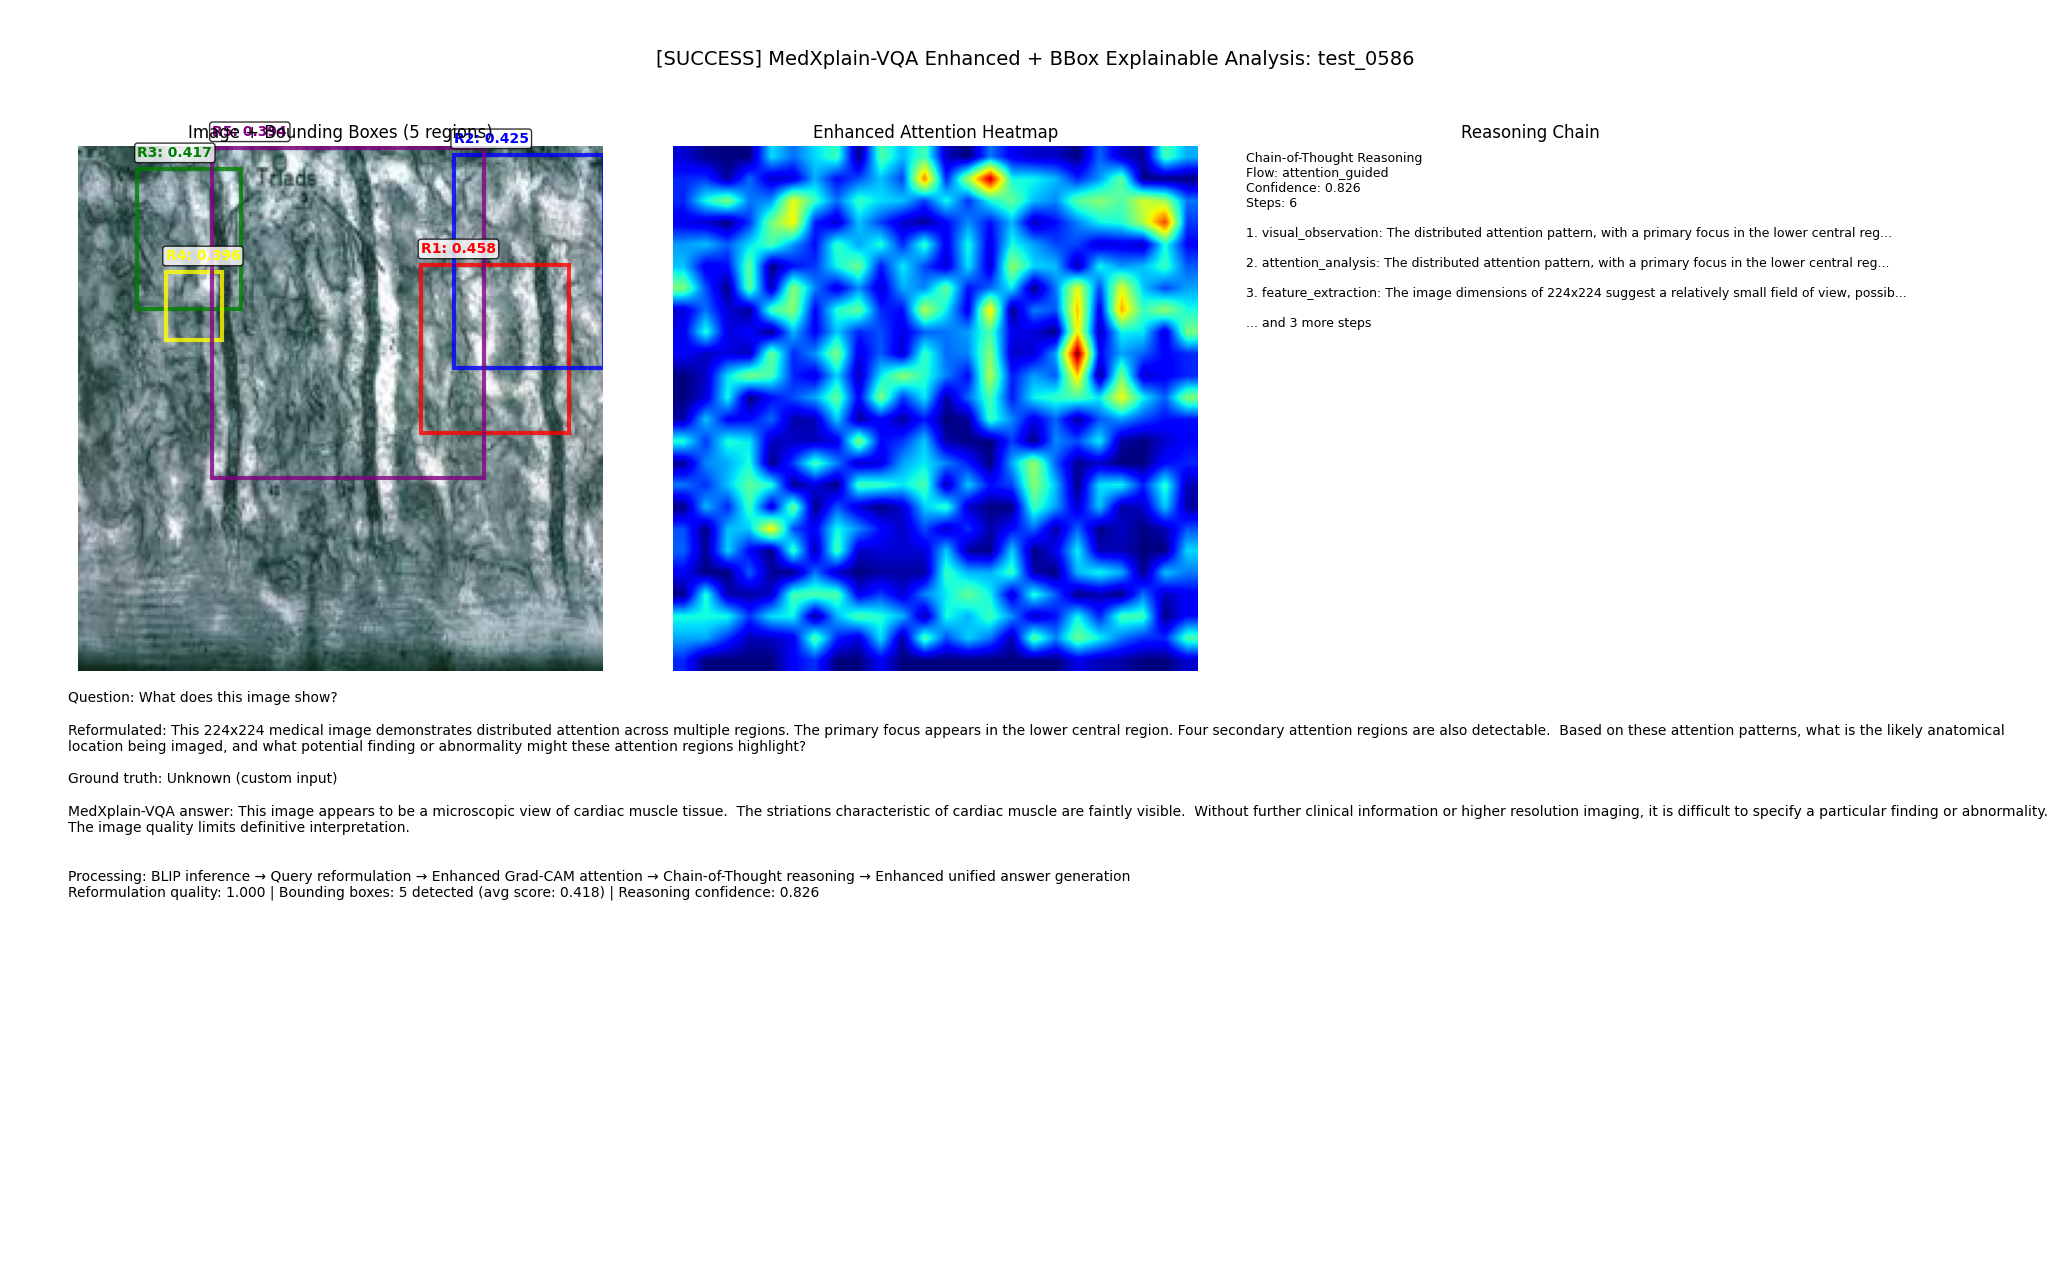 [SUCCESS] MedXplain-VQA Enhanced + BBox Explainable Analysis: test_0586
Image + Bounding Boxes (5 regions)
R5: 0.394
R2: 0.425
R3: 0.417
Triads
R1: 0.458
R4: 0.396
Enhanced Attention Heatmap
Reasoning Chain
Chain-of-Thought Reasoning
Flow: attention_guided
Confidence: 0.826
Steps: 6
1. visual_observation: The distributed attention pattern, with a primary focus in the lower central reg...
2. attention_analysis: The distributed attention pattern, with a primary focus in the lower central reg...
3. feature_extraction: The image dimensions of 224x224 suggest a relatively small field of view, possib...
... and 3 more steps
Question: What does this image show?
Reformulated: This 224x224 medical image demonstrates distributed attention across multiple regions. The primary focus appears in the lower central region. Four secondary attention regions are also detectable.  Based on these attention patterns, what is the likely anatomical
location being imaged, and what potential finding or abnormality might these attention regions highlight?
Ground truth: Unknown (custom input)
MedXplain-VQA answer: This image appears to be a microscopic view of cardiac muscle tissue.  The striations characteristic of cardiac muscle are faintly visible.  Without further clinical information or higher resolution imaging, it is difficult to specify a particular finding or abnormality.
The image quality limits definitive interpretation.
Processing: BLIP inference → Query reformulation → Enhanced Grad-CAM attention → Chain-of-Thought reasoning → Enhanced unified answer generation
Reformulation quality: 1.000 | Bounding boxes: 5 detected (avg score: 0.418) | Reasoning confidence: 0.826